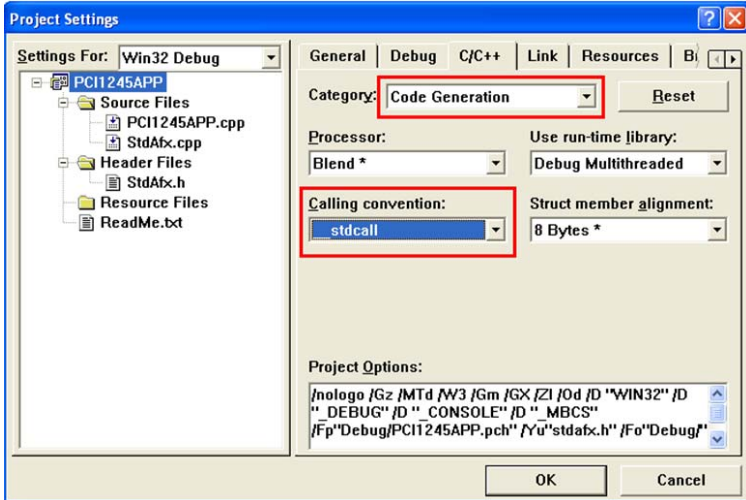 Project Settings
Settings For: Win32 Debug
PCI1245APP
Source Files
PCI1245APP.cpp
StdAfx.cpp
Header Files
StdAfx.h
Resource Files
ReadMe.txt
General Debug C/C++ Link Resources
Category: Code Generation Reset
Processor: Use run-time library:
Blend * Debug Multithreaded
Calling convention: Struct member alignment:
__stdcall 8 Bytes *
Project Options:
/nologo /Gz /MTd /W3 /Gm /GX /ZI /Od /D "WIN32" /D
"_DEBUG" /D "_CONSOLE" /D "_MBCS"
/Fp"Debug/PCI1245APP.pch" /Yu"stdafx.h" /Fo"Debug/"
OK Cancel